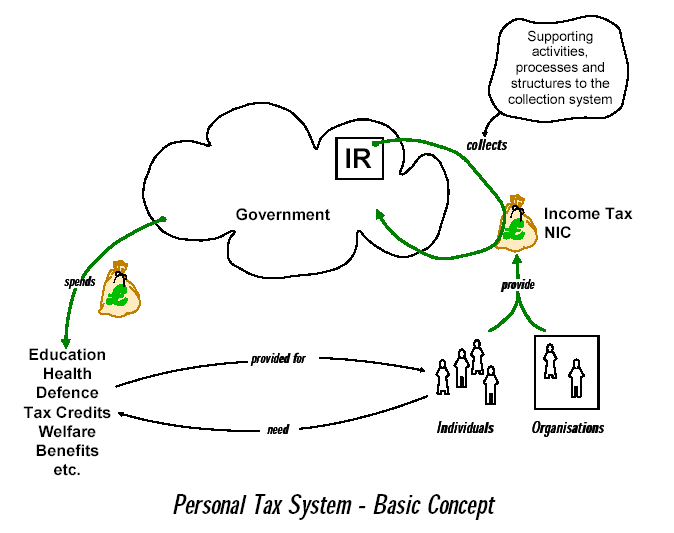 Supporting
activities,
processes and
structures to the
collection system
collects
IR
Government
Income Tax
NIC
£
spends
£
provide
Education
Health
Defence
Tax Credits
Welfare
Benefits
etc.
provided for
need
Individuals
Organisations
Personal Tax System - Basic Concept